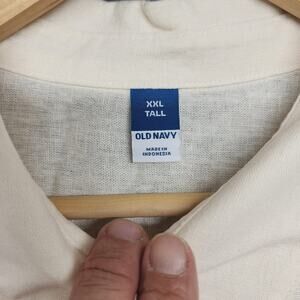 XXL
TALL
OLD NAVY
MADE IN
INDONESIA